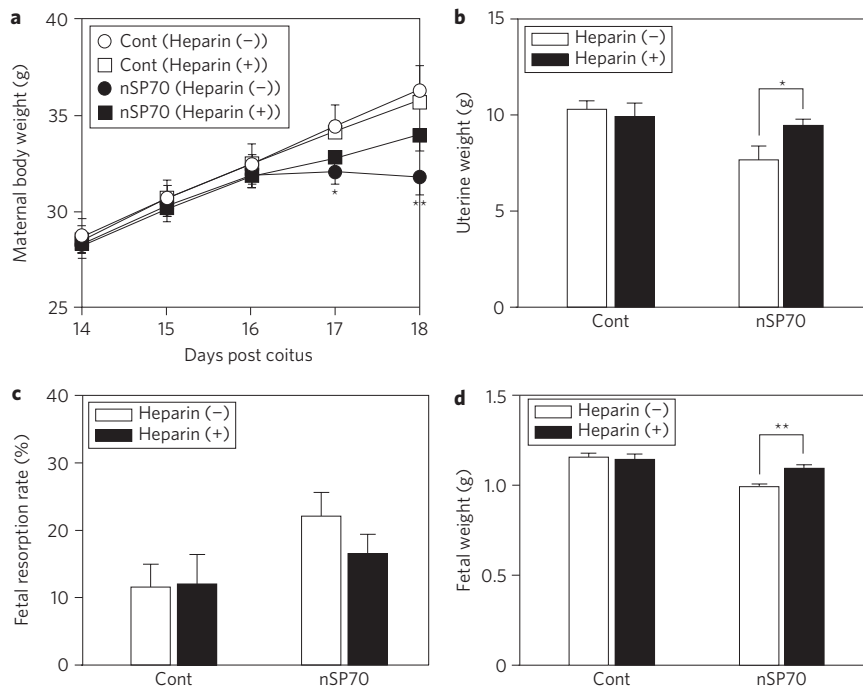 a
40
35
30
25
Maternal body weight (g)
Cont (Heparin (−))
Cont (Heparin (+))
nSP70 (Heparin (−))
nSP70 (Heparin (+))
*
**
14 15 16 17 18
Days post coitus
b
15
10
5
0
Uterine weight (g)
Heparin (−)
Heparin (+)
*
Cont nSP70
c
40
30
20
10
0
Fetal resorption rate (%)
Heparin (−)
Heparin (+)
Cont nSP70
d
1.5
1.0
0.5
0
Fetal weight (g)
Heparin (−)
Heparin (+)
**
Cont nSP70